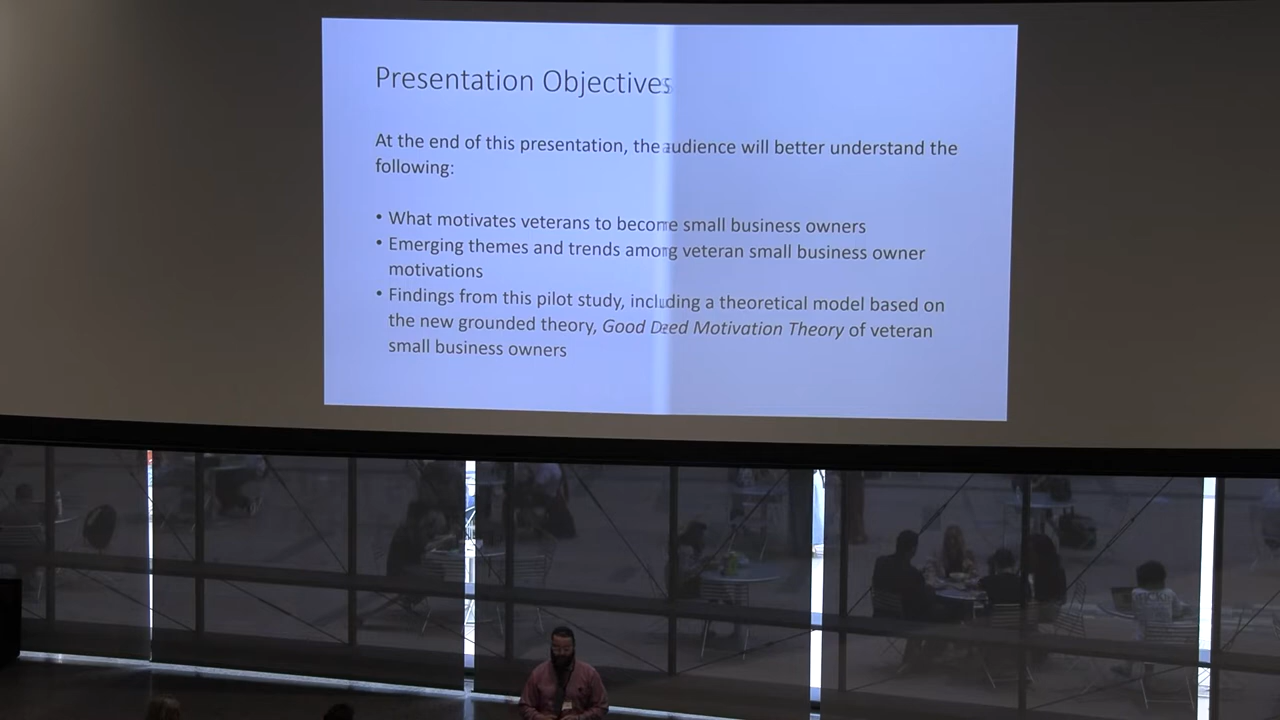 Presentation Objectives
At the end of this presentation, the audience will better understand the
following:
• What motivates veterans to become small business owners
• Emerging themes and trends among veteran small business owner
motivations
• Findings from this pilot study, including a theoretical model based on
the new grounded theory, Good Deed Motivation Theory of veteran
small business owners